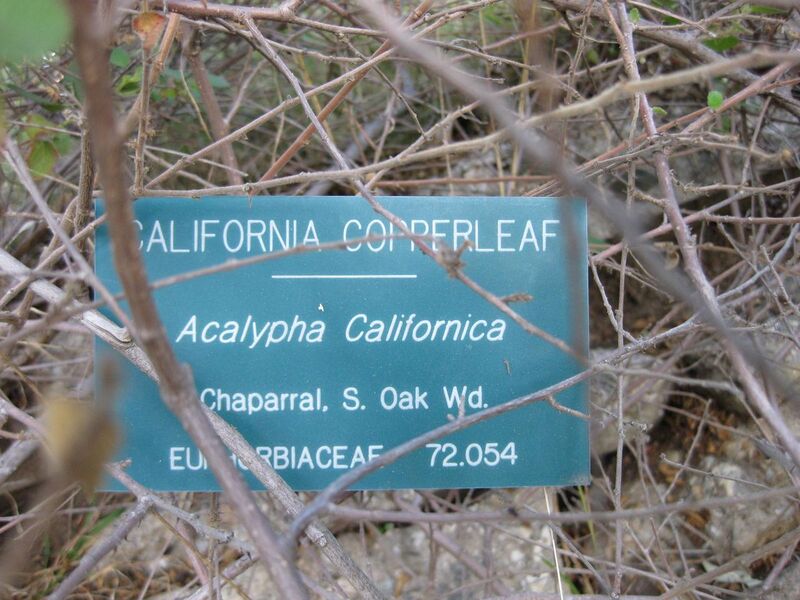 CALIFORNIA COPPERLEAF
Acalypha Californica
Chaparral, S. Oak Wd.
EUPHORBIACEAE 72.054